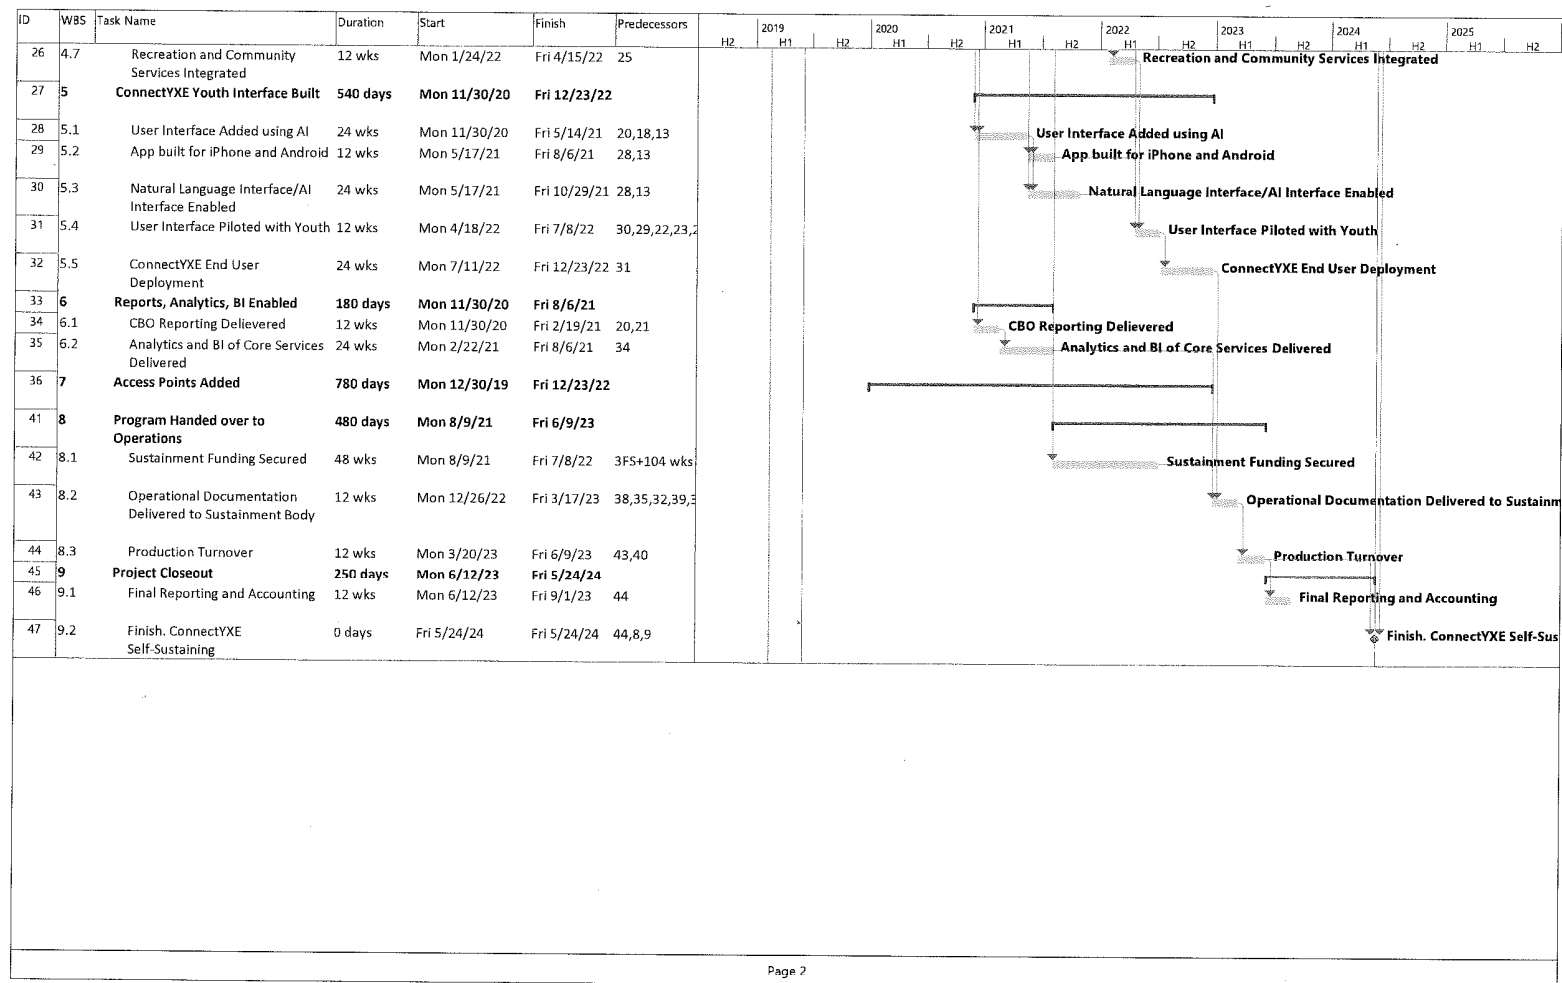 ID WBS Task Name Duration Start Finish Predecessors
2019 2020 2021 2022 2023 2024 2025
H2 H1 H2 H1 H2 H1 H2 H1 H2 H1 H2 H1 H2 H1 H2
26 4.7 Recreation and Community 12 wks Mon 1/24/22 Fri 4/15/22 25 Recreation and Community Services Integrated
Services Integrated
27 5 ConnectYXE Youth Interface Built 540 days Mon 11/30/20 Fri 12/23/22
28 5.1 User Interface Added using AI 24 wks Mon 11/30/20 Fri 5/14/21 20,18,13 User Interface Added using AI
29 5.2 App built for iPhone and Android 12 wks Mon 5/17/21 Fri 8/6/21 28,13 App built for iPhone and Android
30 5.3 Natural Language Interface/AI 24 wks Mon 5/17/21 Fri 10/29/21 28,13 Natural Language Interface/AI Interface Enabled
Interface Enabled
31 5.4 User Interface Piloted with Youth 12 wks Mon 4/18/22 Fri 7/8/22 30,29,22,23,2 User Interface Piloted with Youth
32 5.5 ConnectYXE End User 24 wks Mon 7/11/22 Fri 12/23/22 31 ConnectYXE End User Deployment
Deployment
33 6 Reports, Analytics, BI Enabled 180 days Mon 11/30/20 Fri 8/6/21
34 6.1 CBO Reporting Delievered 12 wks Mon 11/30/20 Fri 2/19/21 20,21 CBO Reporting Delievered
35 6.2 Analytics and BI of Core Services 24 wks Mon 2/22/21 Fri 8/6/21 34 Analytics and BI of Core Services Delivered
Delivered
36 7 Access Points Added 780 days Mon 12/30/19 Fri 12/23/22
41 8 Program Handed over to 480 days Mon 8/9/21 Fri 6/9/23
Operations
42 8.1 Sustainment Funding Secured 48 wks Mon 8/9/21 Fri 7/8/22 3FS+104 wks Sustainment Funding Secured
43 8.2 Operational Documentation 12 wks Mon 12/26/22 Fri 3/17/23 38,35,32,39,3 Operational Documentation Delivered to Sustainm
Delivered to Sustainment Body
44 8.3 Production Turnover 12 wks Mon 3/20/23 Fri 6/9/23 43,40 Production Turnover
45 9 Project Closeout 250 days Mon 6/12/23 Fri 5/24/24
46 9.1 Final Reporting and Accounting 12 wks Mon 6/12/23 Fri 9/1/23 44 Final Reporting and Accounting
47 9.2 Finish. ConnectYXE 0 days Fri 5/24/24 Fri 5/24/24 44,8,9 Finish. ConnectYXE Self-Sus
Self-Sustaining
Page 2